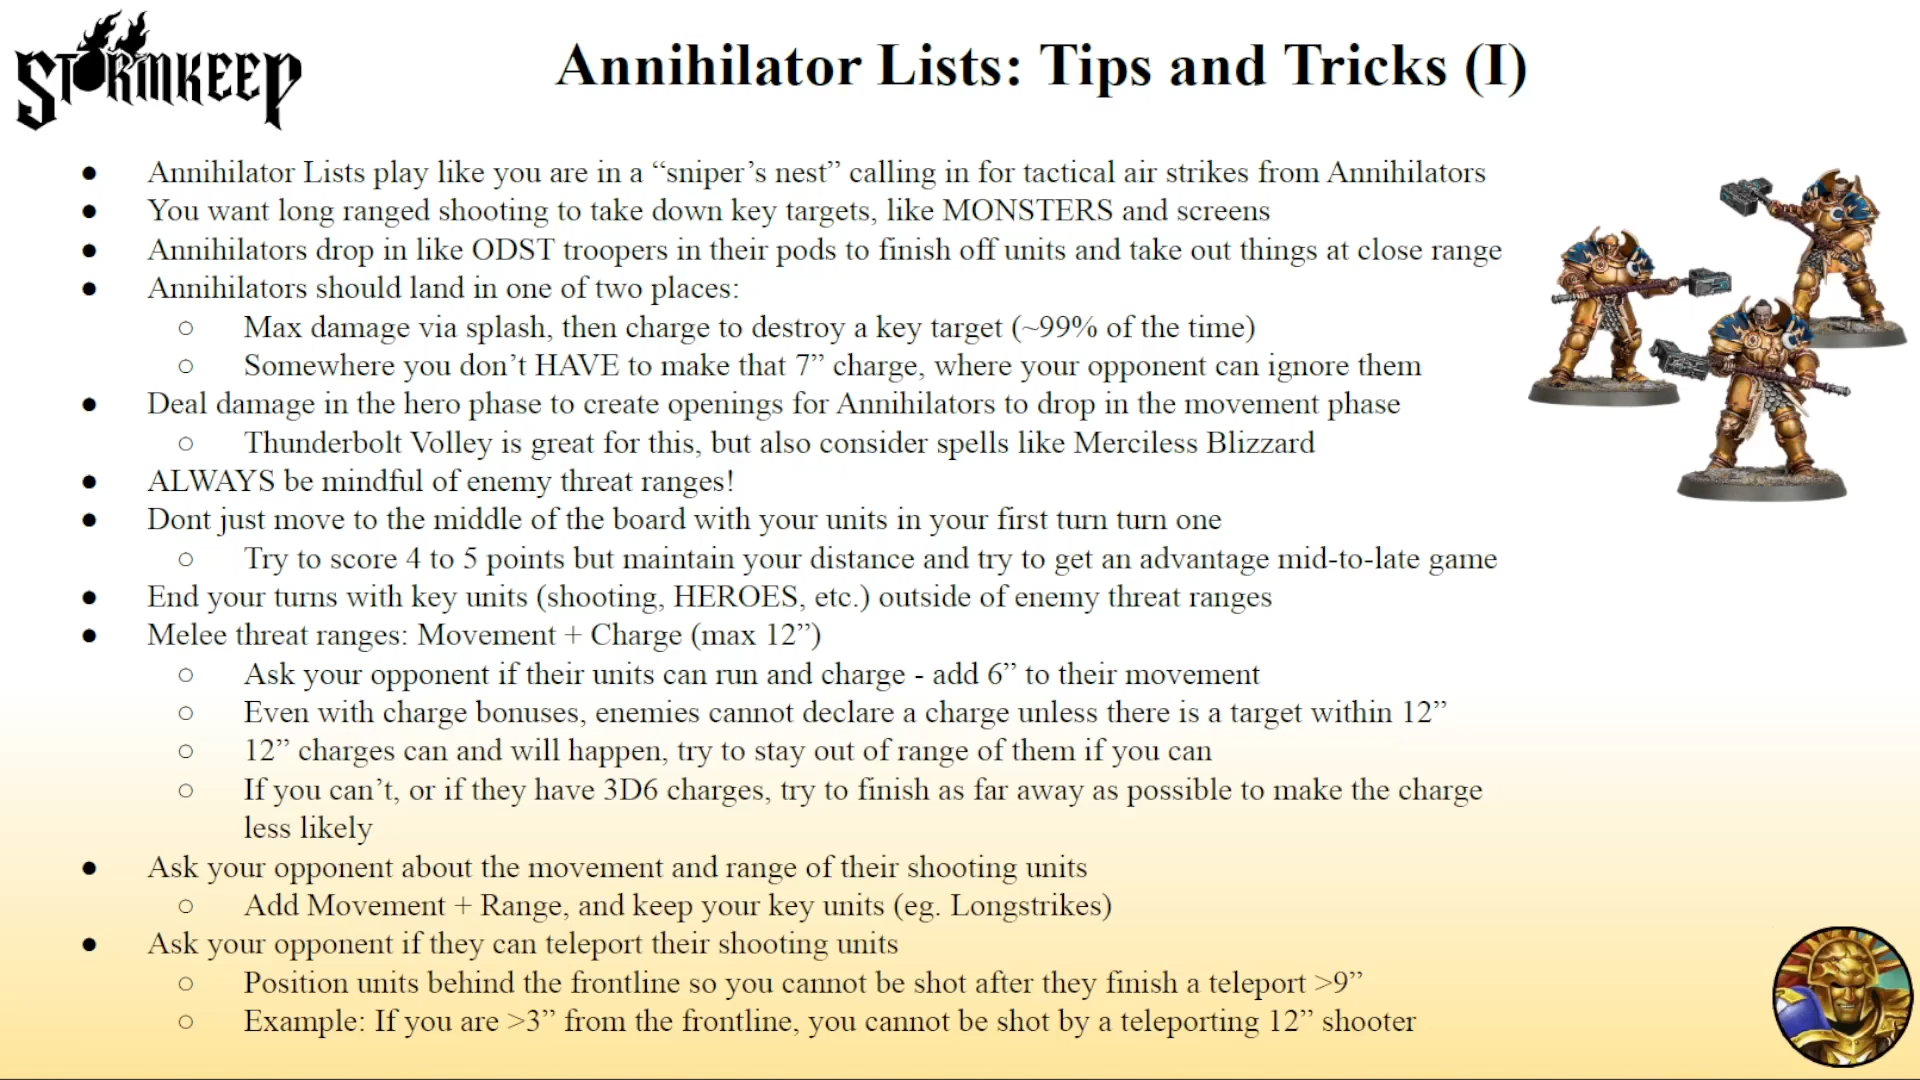 STORMKEEP
Annihilator Lists: Tips and Tricks (I)
● Annihilator Lists play like you are in a “sniper’s nest” calling in for tactical air strikes from Annihilators
● You want long ranged shooting to take down key targets, like MONSTERS and screens
● Annihilators drop in like ODST troopers in their pods to finish off units and take out things at close range
● Annihilators should land in one of two places:
○ Max damage via splash, then charge to destroy a key target (~99% of the time)
○ Somewhere you don’t HAVE to make that 7” charge, where your opponent can ignore them
● Deal damage in the hero phase to create openings for Annihilators to drop in the movement phase
○ Thunderbolt Volley is great for this, but also consider spells like Merciless Blizzard
● ALWAYS be mindful of enemy threat ranges!
● Dont just move to the middle of the board with your units in your first turn turn one
○ Try to score 4 to 5 points but maintain your distance and try to get an advantage mid-to-late game
● End your turns with key units (shooting, HEROES, etc.) outside of enemy threat ranges
● Melee threat ranges: Movement + Charge (max 12”)
○ Ask your opponent if their units can run and charge - add 6” to their movement
○ Even with charge bonuses, enemies cannot declare a charge unless there is a target within 12”
○ 12” charges can and will happen, try to stay out of range of them if you can
○ If you can’t, or if they have 3D6 charges, try to finish as far away as possible to make the charge
less likely
● Ask your opponent about the movement and range of their shooting units
○ Add Movement + Range, and keep your key units (eg. Longstrikes)
● Ask your opponent if they can teleport their shooting units
○ Position units behind the frontline so you cannot be shot after they finish a teleport >9”
○ Example: If you are >3” from the frontline, you cannot be shot by a teleporting 12” shooter